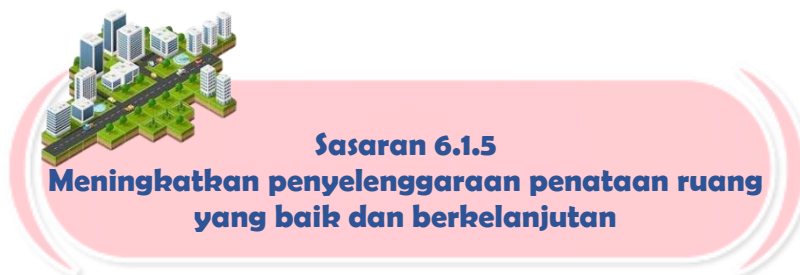 Sasaran 6.1.5
Meningkatkan penyelenggaraan penataan ruang
yang baik dan berkelanjutan